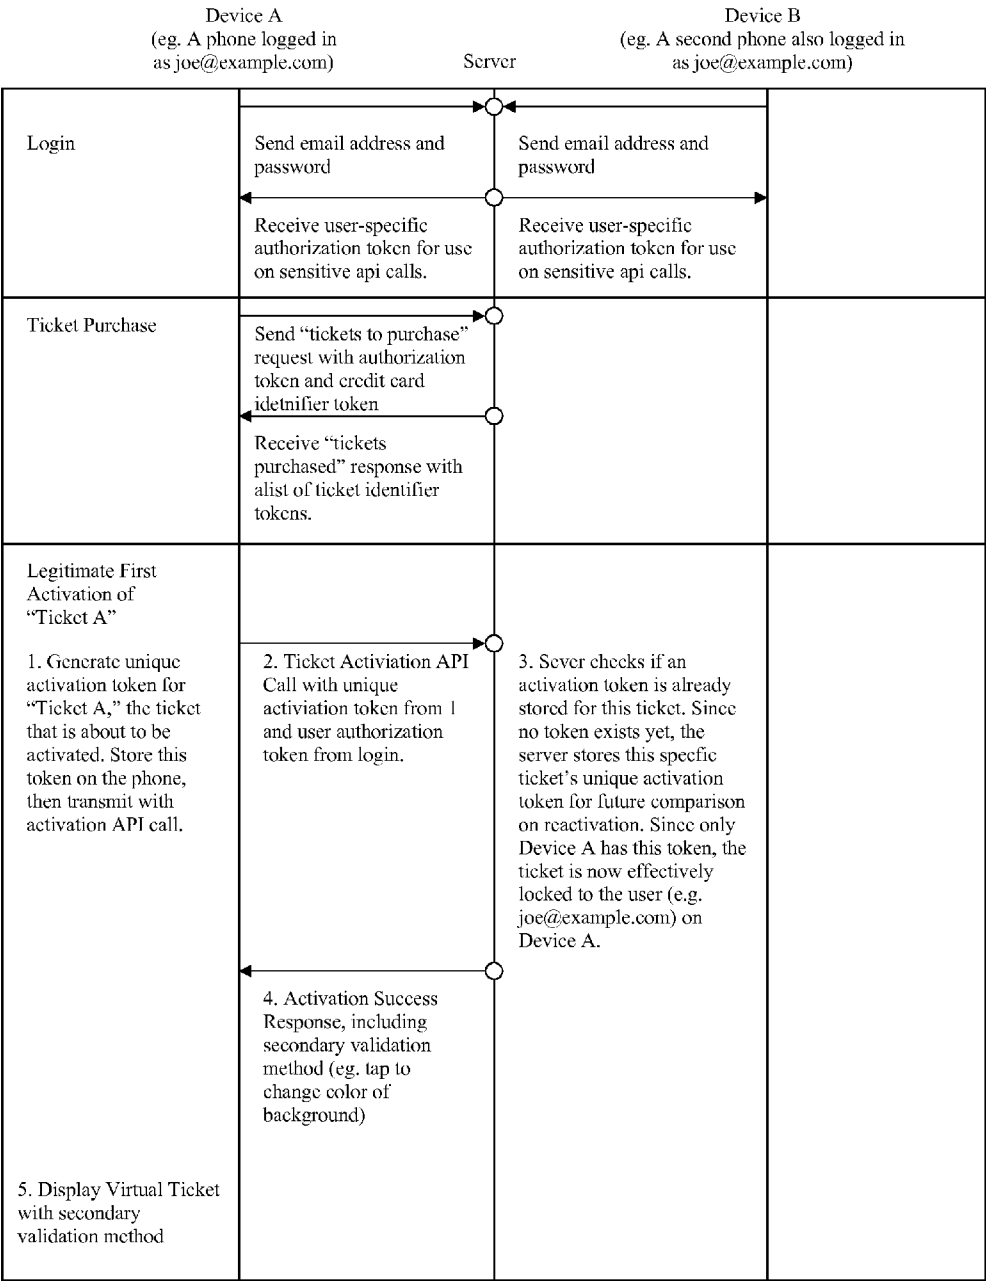 Device A
(eg. A phone logged in
as joe@example.com)
Server
Device B
(eg. A second phone also logged in
as joe@example.com)
Login
Send email address and
password
Receive user-specific
authorization token for use
on sensitive api calls.
Send email address and
password
Receive user-specific
authorization token for use
on sensitive api calls.
Ticket Purchase
Send “tickets to purchase”
request with authorization
token and credit card
idetnifier token
Receive “tickets
purchased” response with
alist of ticket identifier
tokens.
Legitimate First
Activation of
“Ticket A”
1. Generate unique
activation token for
“Ticket A,” the ticket
that is about to be
activated. Store this
token on the phone,
then transmit with
activation API call.
2. Ticket Activiation API
Call with unique
activiation token from 1
and user authorization
token from login.
3. Sever checks if an
activation token is already
stored for this ticket. Since
no token exists yet, the
server stores this specfic
ticket’s unique activation
token for future comparison
on reactivation. Since only
Device A has this token, the
ticket is now effectively
locked to the user (e.g.
joe@example.com) on
Device A.
4. Activation Success
Response, including
secondary validation
method (eg. tap to
change color of
background)
5. Display Virtual Ticket
with secondary
validation method